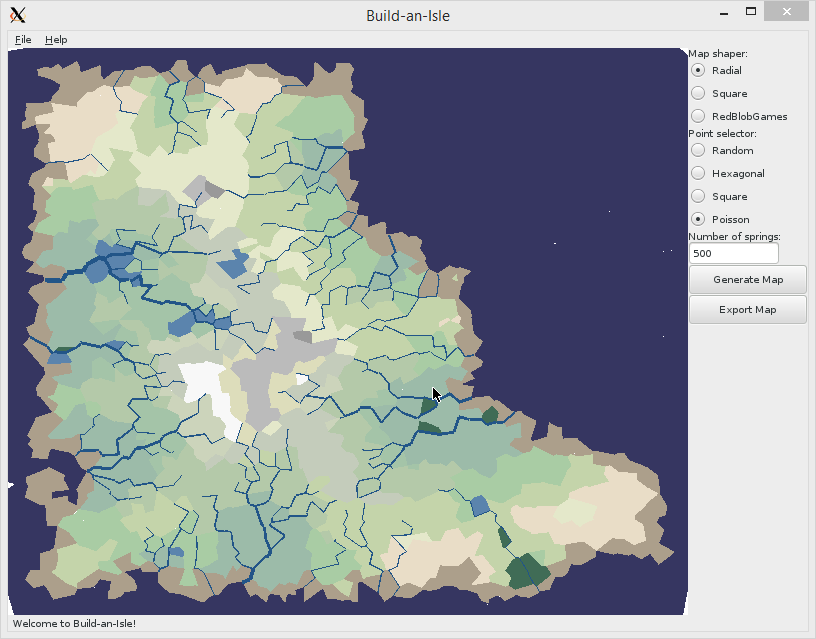 Build-an-Isle
File Help
Map shaper:
Radial
Square
RedBlobGames
Point selector:
Random
Hexagonal
Square
Poisson
Number of springs:
500
Generate Map
Export Map
Welcome to Build-an-Isle!